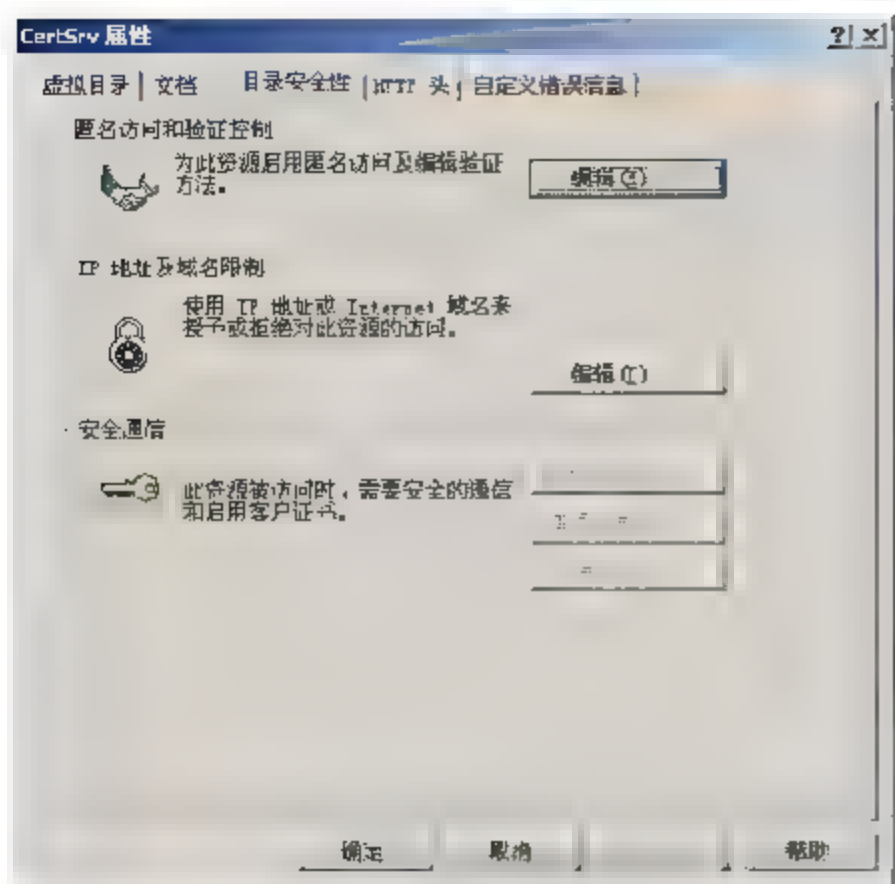 CertSrv 属性
虚拟目录 文档 目录安全性 HTTP 头 自定义错误信息
匿名访问和验证控制
为此资源启用匿名访问及编辑验证
方法。
编辑(E)
IP 地址及域名限制
使用 IP 地址或 Internet 域名来
授予或拒绝对此资源的访问。
编辑(I)
安全通信
此资源被访问时，需要安全的通信
和启用客户证书。
确定 取消 帮助